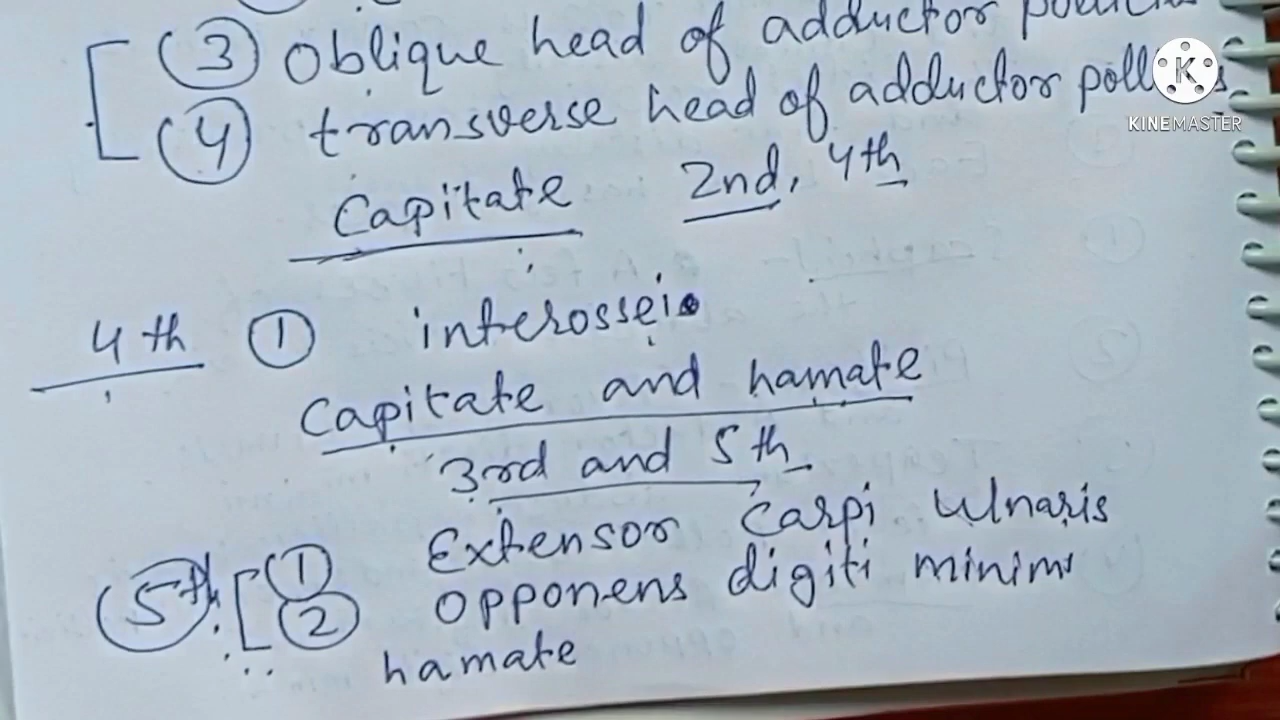 ③ Oblique head of adductor
④ transverse head of adductor
Capitate 2nd, 4th
4th ① interossei
Capitate and hamate
3rd and 5th
Extensor Carpi Ulnaris
5th ① ② Opponens digiti minimi
hamate
KINEMASTER